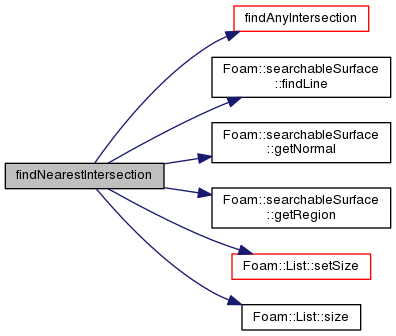 findAnyIntersection
Foam::searchableSurface
::findLine
Foam::searchableSurface
::getNormal
findNearestIntersection
Foam::searchableSurface
::getRegion
Foam::List::setSize
Foam::List::size